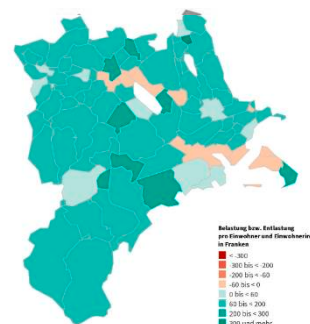 Belastung bzw. Entlastung
pro Einwohner und Einwohnerin
in Franken
< -300
-300 bis < -200
-200 bis < -60
-60 bis < 0
0 bis < 60
60 bis < 200
200 bis < 300
300 und mehr